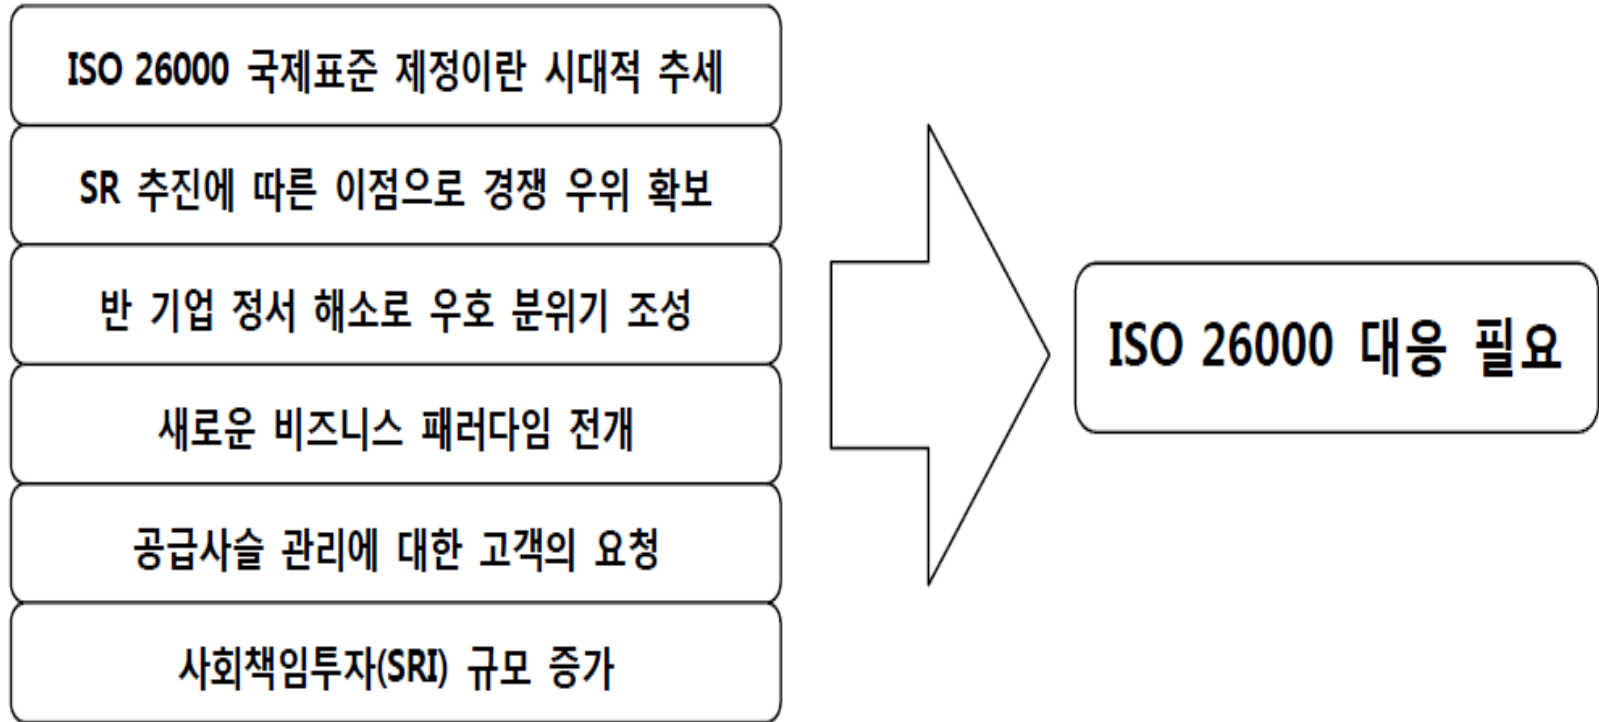 ISO 26000 국제표준 제정이란 시대적 추세
SR 추진에 따른 이점으로 경쟁 우위 확보
반 기업 정서 해소로 우호 분위기 조성
새로운 비즈니스 패러다임 전개
공급사슬 관리에 대한 고객의 요청
사회책임투자(SRI) 규모 증가
ISO 26000 대응 필요